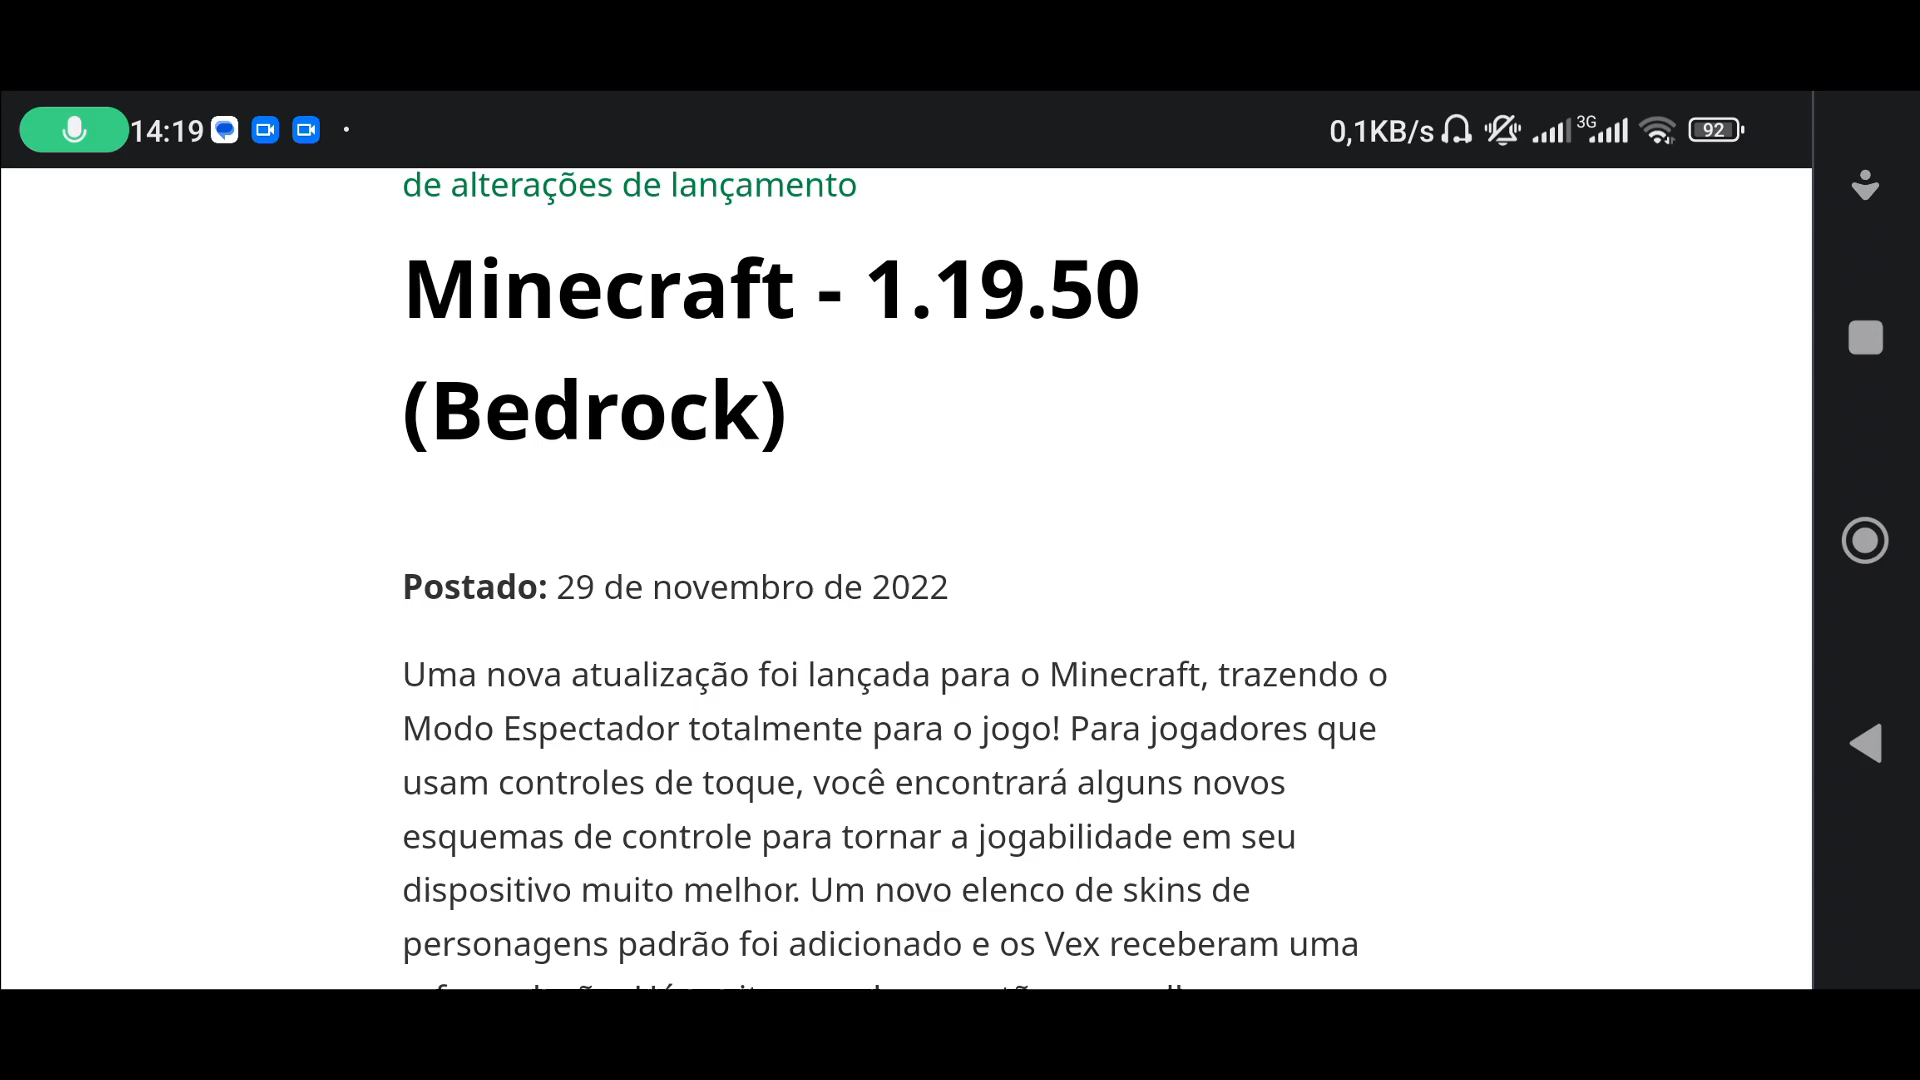 14:19
0,1KB/s
3G
92
de alterações de lançamento
Minecraft - 1.19.50
(Bedrock)
Postado: 29 de novembro de 2022
Uma nova atualização foi lançada para o Minecraft, trazendo o
Modo Espectador totalmente para o jogo! Para jogadores que
usam controles de toque, você encontrará alguns novos
esquemas de controle para tornar a jogabilidade em seu
dispositivo muito melhor. Um novo elenco de skins de
personagens padrão foi adicionado e os Vex receberam uma